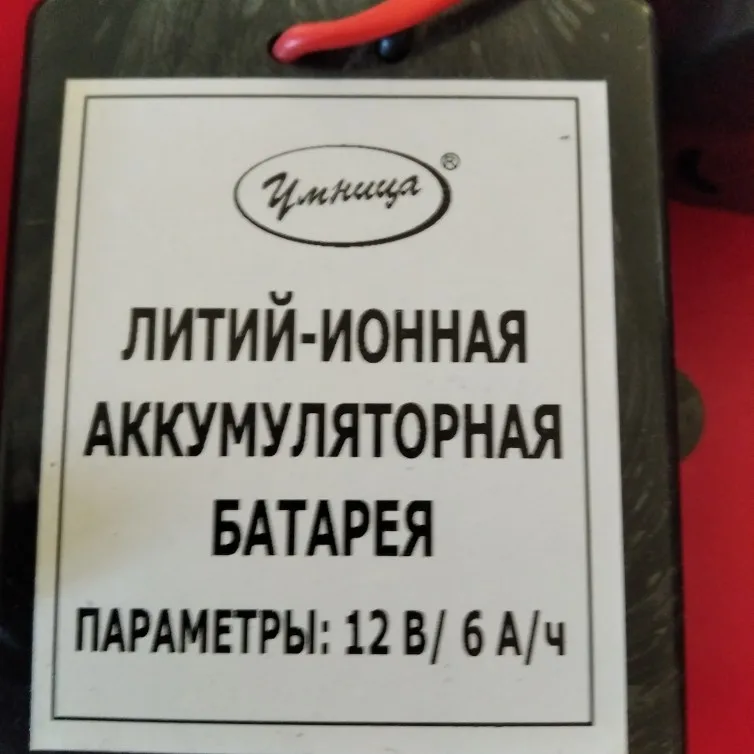 Умница®
ЛИТИЙ-ИОННАЯ
АККУМУЛЯТОРНАЯ
БАТАРЕЯ
ПАРАМЕТРЫ: 12 В/ 6 А/ч